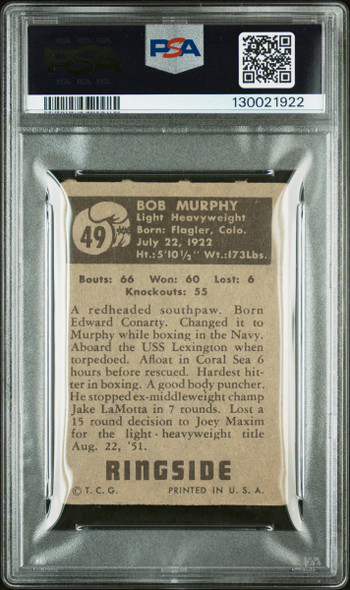 PSA
PSA
130021922
49
BOB MURPHY
Light Heavyweight
Born: Flagler, Colo.
July 22, 1922
Ht.:5'10½" Wt.:173Lbs.
Bouts: 66 Won: 60 Lost: 6
Knockouts: 55
A redheaded southpaw. Born
Edward Conarty. Changed it to
Murphy while boxing in the Navy.
Aboard the USS Lexington when
torpedoed. Afloat in Coral Sea 6
hours before rescued. Hardest hit-
ter in boxing. A good body puncher.
He stopped ex-middleweight champ
Jake LaMotta in 7 rounds. Lost a
15 round decision to Joey Maxim
for the light-heavyweight title
Aug. 22, '51.
RINGSIDE
© T. C. G. PRINTED IN U. S. A.